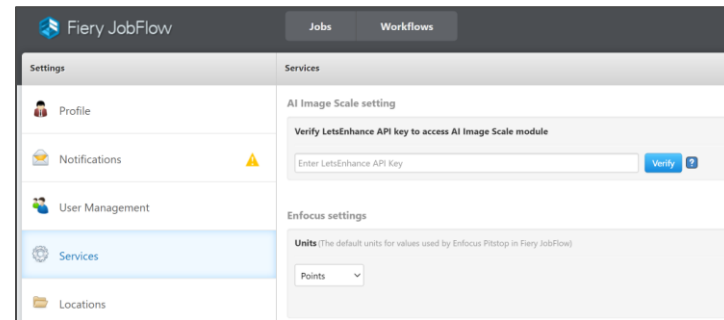 Fiery JobFlow
Jobs Workflows
Settings
Services
Profile
Notifications
User Management
Services
Locations
AI Image Scale setting
Verify LetsEnhance API key to access AI Image Scale module
Enter LetsEnhance API Key
Verify ?
Enfocus settings
Units (The default units for values used by Enfocus Pitstop in Fiery JobFlow)
Points